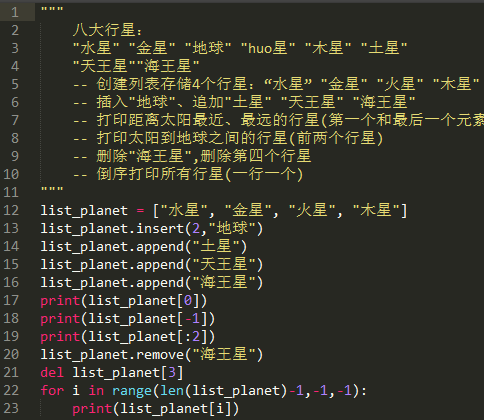 1 """
2     八大行星：
3     "水星" "金星" "地球" "huo星" "木星" "土星"
4     "天王星""海王星"
5     -- 创建列表存储4个行星：“水星” "金星" "火星" "木星"
6     -- 插入"地球"、追加"土星" "天王星" "海王星"
7     -- 打印距离太阳最近、最远的行星(第一个和最后一个元素
8     -- 打印太阳到地球之间的行星(前两个行星)
9     -- 删除"海王星",删除第四个行星
10     -- 倒序打印所有行星(一行一个)
11 """
12 list_planet = ["水星", "金星", "火星", "木星"]
13 list_planet.insert(2,"地球")
14 list_planet.append("土星")
15 list_planet.append("天王星")
16 list_planet.append("海王星")
17 print(list_planet[0])
18 print(list_planet[-1])
19 print(list_planet[:2])
20 list_planet.remove("海王星")
21 del list_planet[3]
22 for i in range(len(list_planet)-1,-1,-1):
23     print(list_planet[i])